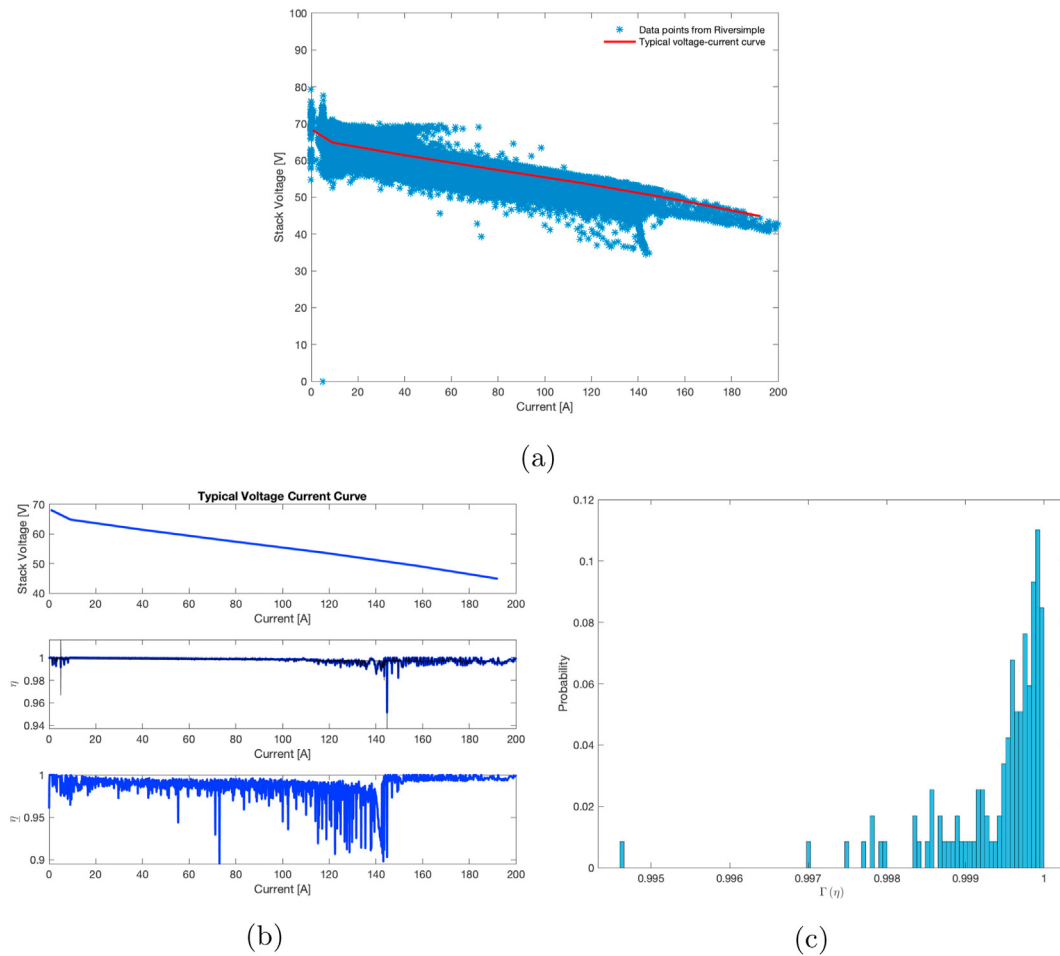 100
90
80
70
60
50
40
30
20
10
0
Stack Voltage [V]
Data points from Riversimple
Typical voltage-current curve
0 20 40 60 80 100 120 140 160 180 200
Current [A]
(a)
Typical Voltage Current Curve
70
60
50
40
Stack Voltage [V]
0 20 40 60 80 100 120 140 160 180 200
Current [A]
1
0.98
0.96
0.94
η
0 20 40 60 80 100 120 140 160 180 200
Current [A]
1
0.95
0.9
η
0 20 40 60 80 100 120 140 160 180 200
Current [A]
(b)
0.12
0.1
0.08
0.06
0.04
0.02
0
Probability
0.995 0.996 0.997 0.998 0.999 1
Γ (η)
(c)